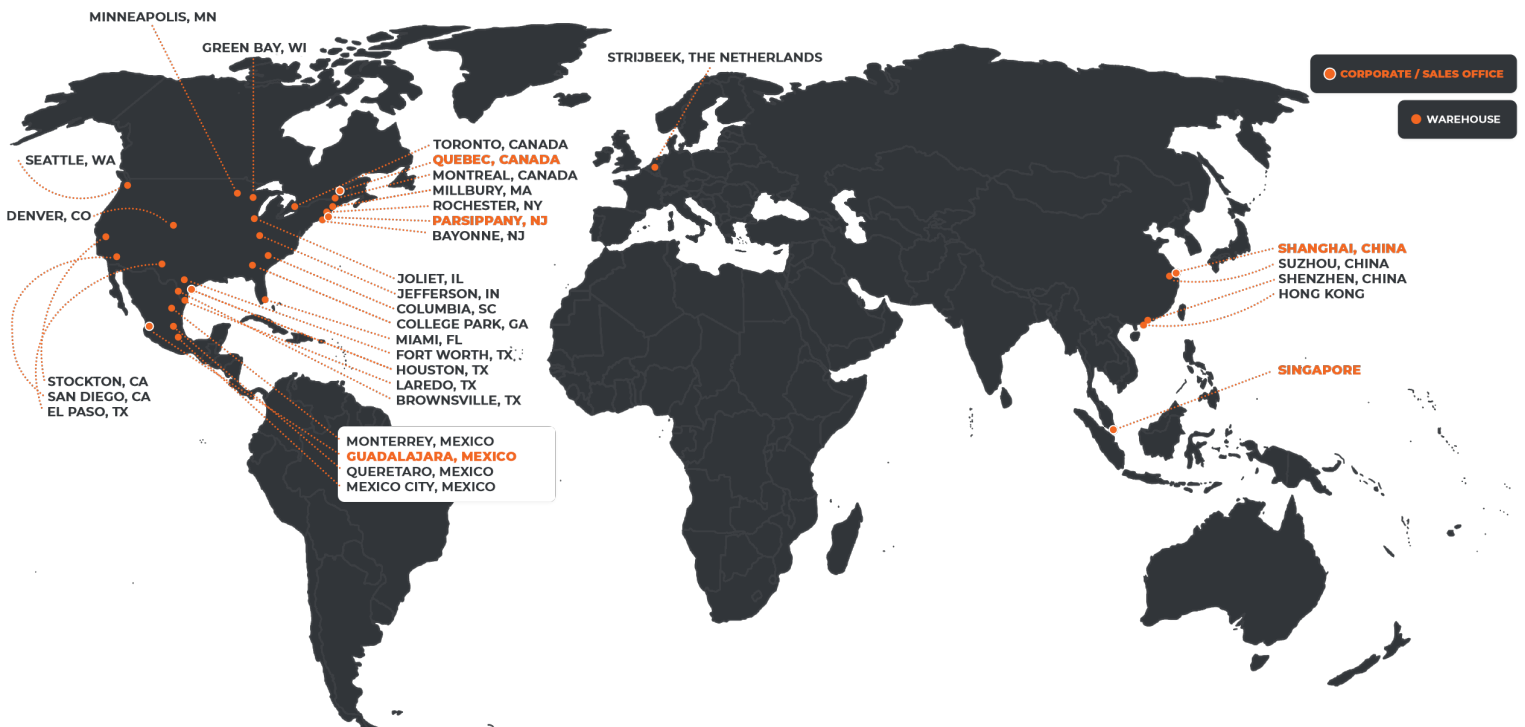 MINNEAPOLIS, MN
GREEN BAY, WI
STRIJBEEK, THE NETHERLANDS
CORPORATE / SALES OFFICE
WAREHOUSE
SEATTLE, WA
DENVER, CO
TORONTO, CANADA
QUEBEC, CANADA
MONTREAL, CANADA
MILLBURY, MA
ROCHESTER, NY
PARSIPPANY, NJ
BAYONNE, NJ
SHANGHAI, CHINA
SUZHOU, CHINA
SHENZHEN, CHINA
HONG KONG
JOLIET, IL
JEFFERSON, IN
COLUMBIA, SC
COLLEGE PARK, GA
MIAMI, FL
FORT WORTH, TX
HOUSTON, TX
LAREDO, TX
BROWNSVILLE, TX
SINGAPORE
STOCKTON, CA
SAN DIEGO, CA
EL PASO, TX
MONTERREY, MEXICO
GUADALAJARA, MEXICO
QUERETARO, MEXICO
MEXICO CITY, MEXICO